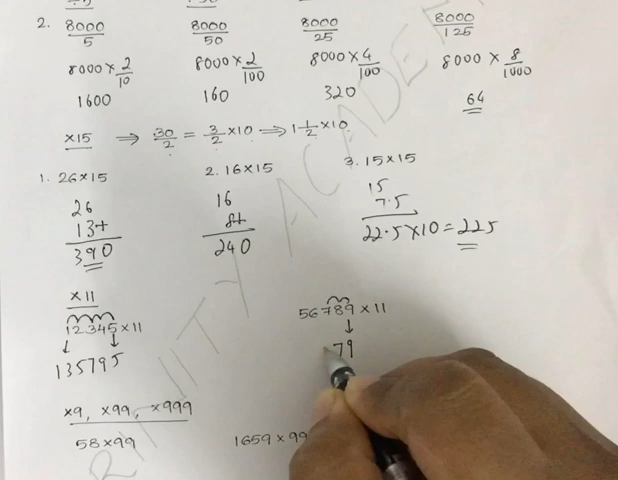 2. 8000/5 8000/50 8000/25 8000/125
8000 × 2/10 8000 × 2/100 8000 × 4/100 8000 × 8/1000
1600 160 320 64
×15 ⇒ 30/2 = 3/2 × 10 ⇒ 1 1/2 × 10
1. 26 × 15 2. 16 × 15 3. 15 × 15
26 16 15
13+ 8+ 7.5
390 240 22.5 × 10 = 225
×11
12345 × 11 56789 × 11
135795 79
×9, ×99, ×999
58 × 99 1659 × 99